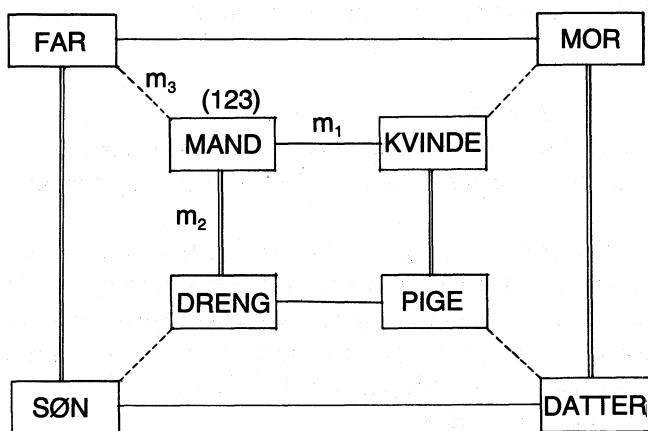 FAR MOR
m₃
(123)
m₁
MAND KVINDE
m₂
DRENG PIGE
SØN DATTER